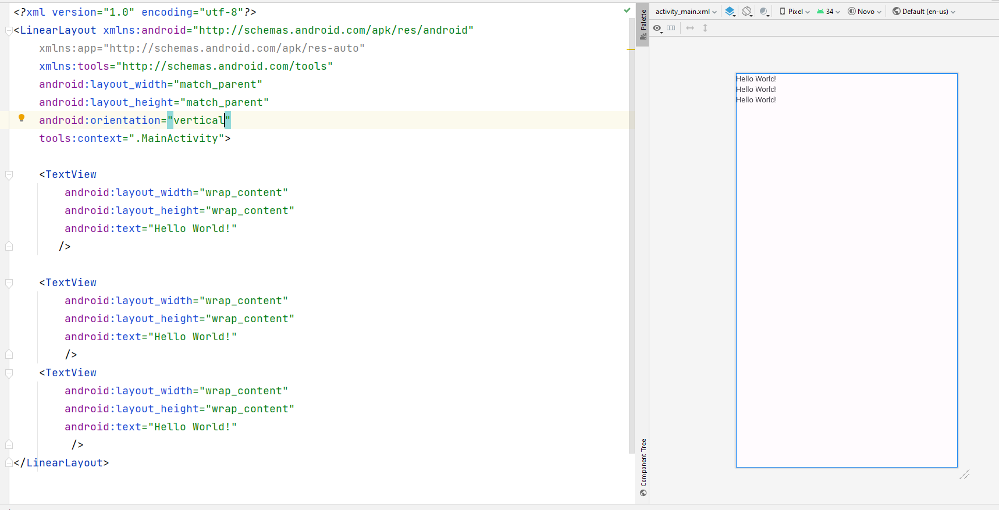 <?xml version="1.0" encoding="utf-8"?>
<LinearLayout xmlns:android="http://schemas.android.com/apk/res/android"
    xmlns:app="http://schemas.android.com/apk/res-auto"
    xmlns:tools="http://schemas.android.com/tools"
    android:layout_width="match_parent"
    android:layout_height="match_parent"
    android:orientation="vertical"
    tools:context=".MainActivity">

    <TextView
        android:layout_width="wrap_content"
        android:layout_height="wrap_content"
        android:text="Hello World!"
       />

    <TextView
        android:layout_width="wrap_content"
        android:layout_height="wrap_content"
        android:text="Hello World!"
        />
    <TextView
        android:layout_width="wrap_content"
        android:layout_height="wrap_content"
        android:text="Hello World!"
         />
</LinearLayout>
Palette
Component Tree
activity_main.xml Pixel 34 Novo Default (en-us)
Hello World!
Hello World!
Hello World!